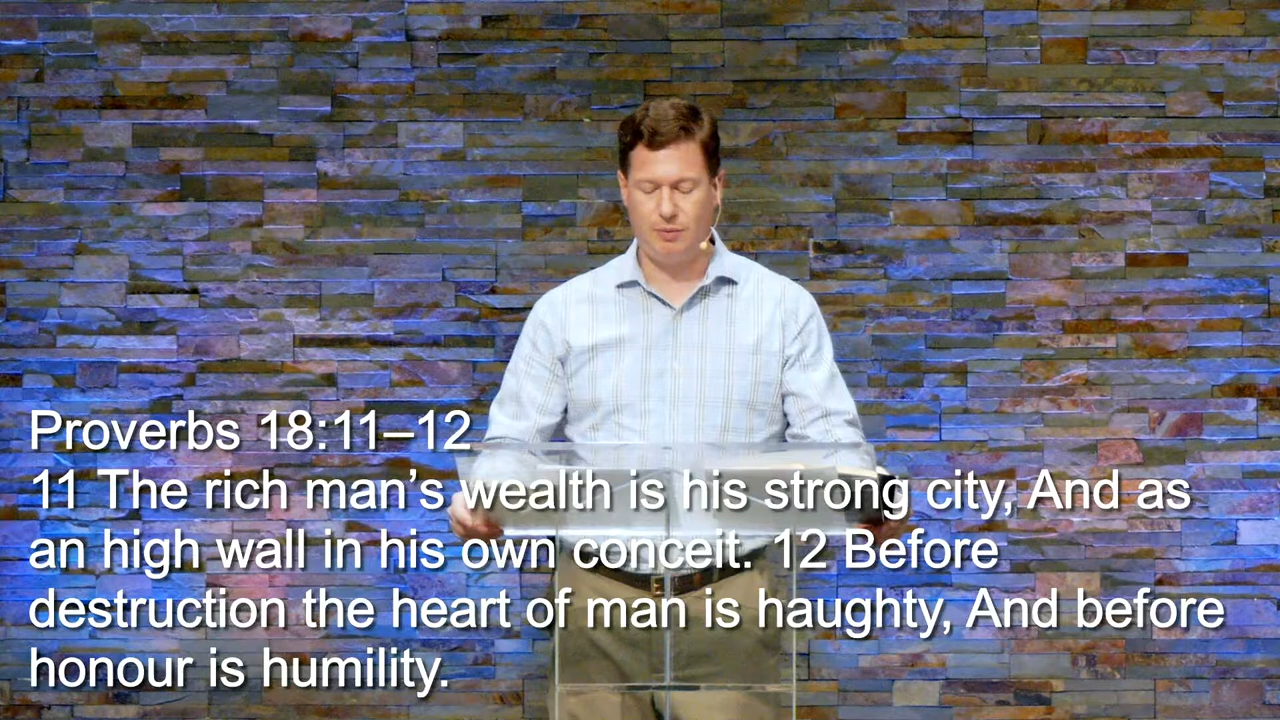 Proverbs 18:11–12
11 The rich man’s wealth is his strong city, And as
an high wall in his own conceit. 12 Before
destruction the heart of man is haughty, And before
honour is humility.